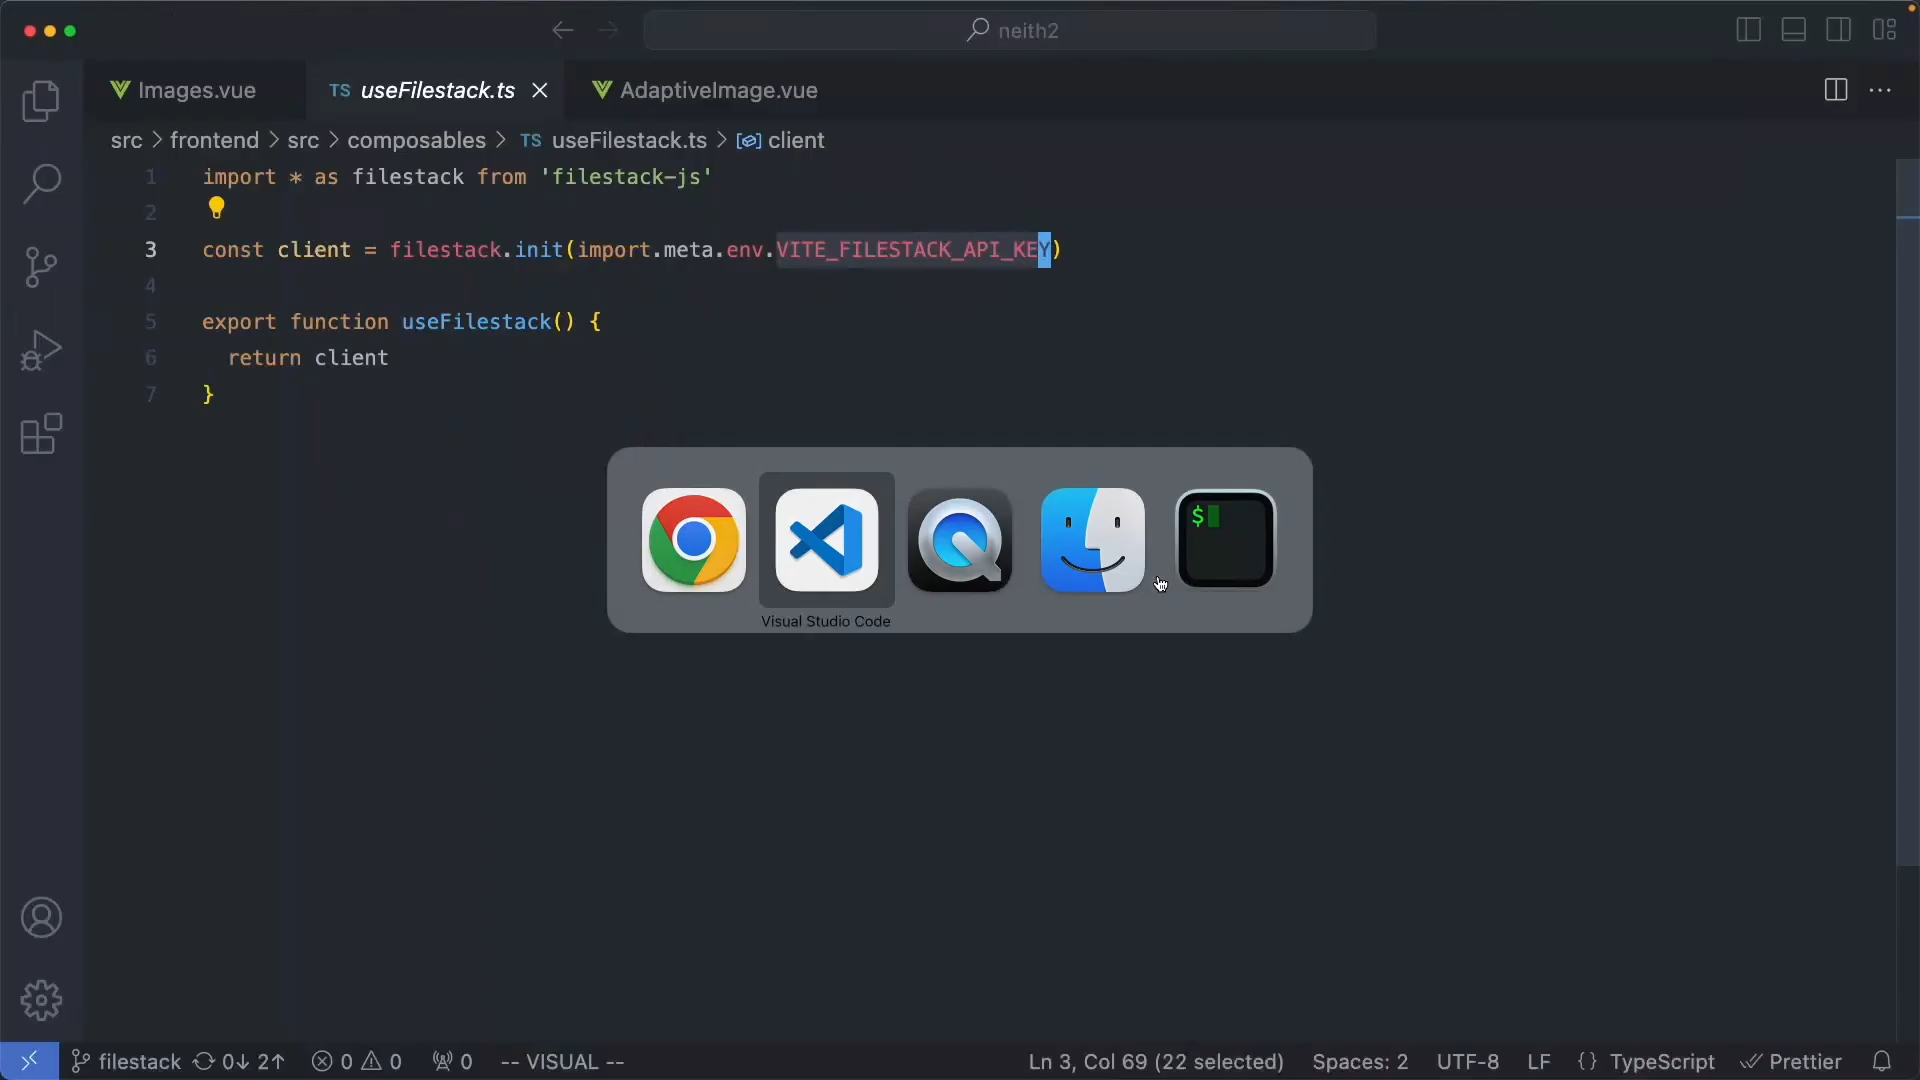 neith2
Images.vue
TS useFilestack.ts
AdaptiveImage.vue
src > frontend > src > composables > TS useFilestack.ts > client
1 import * as filestack from 'filestack-js'
2
3 const client = filestack.init(import.meta.env.VITE_FILESTACK_API_KEY)
4
5 export function useFilestack() {
6 return client
7 }
$
Visual Studio Code
filestack 0↓ 2↑ 0 0 0 -- VISUAL -- Ln 3, Col 69 (22 selected) Spaces: 2 UTF-8 LF {} TypeScript Prettier